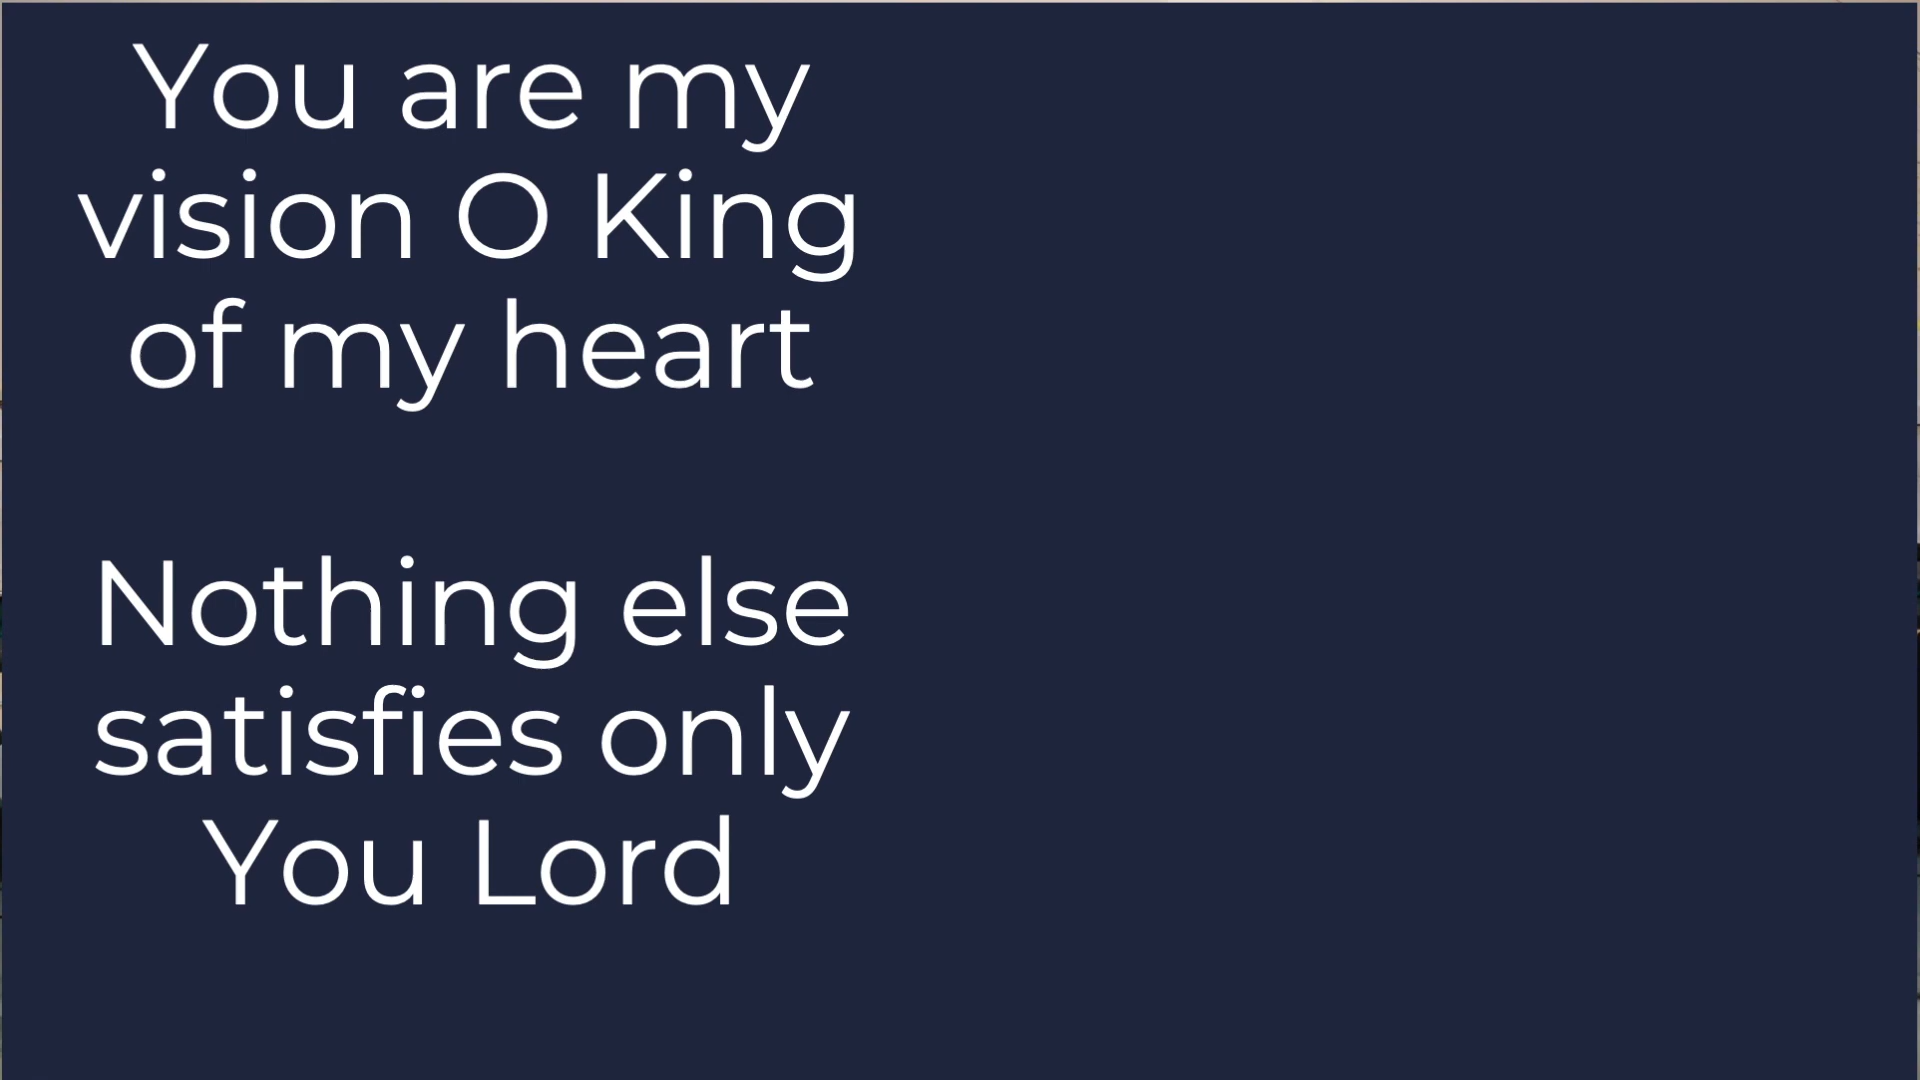 You are my
vision O King
of my heart
Nothing else
satisfies only
You Lord